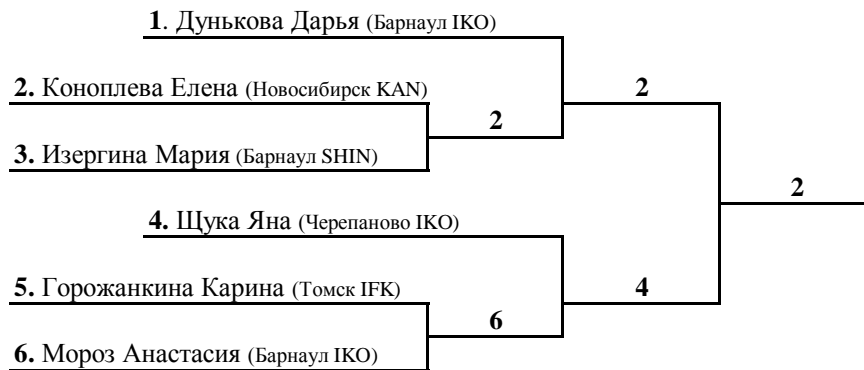 1. Дунькова Дарья (Барнаул IKO)
2. Коноплева Елена (Новосибирск KAN)
2
2
3. Изергина Мария (Барнаул SHIN)
2
4. Щука Яна (Черепаново IKO)
5. Горожанкина Карина (Томск IFK)
4
6
6. Мороз Анастасия (Барнаул IKO)